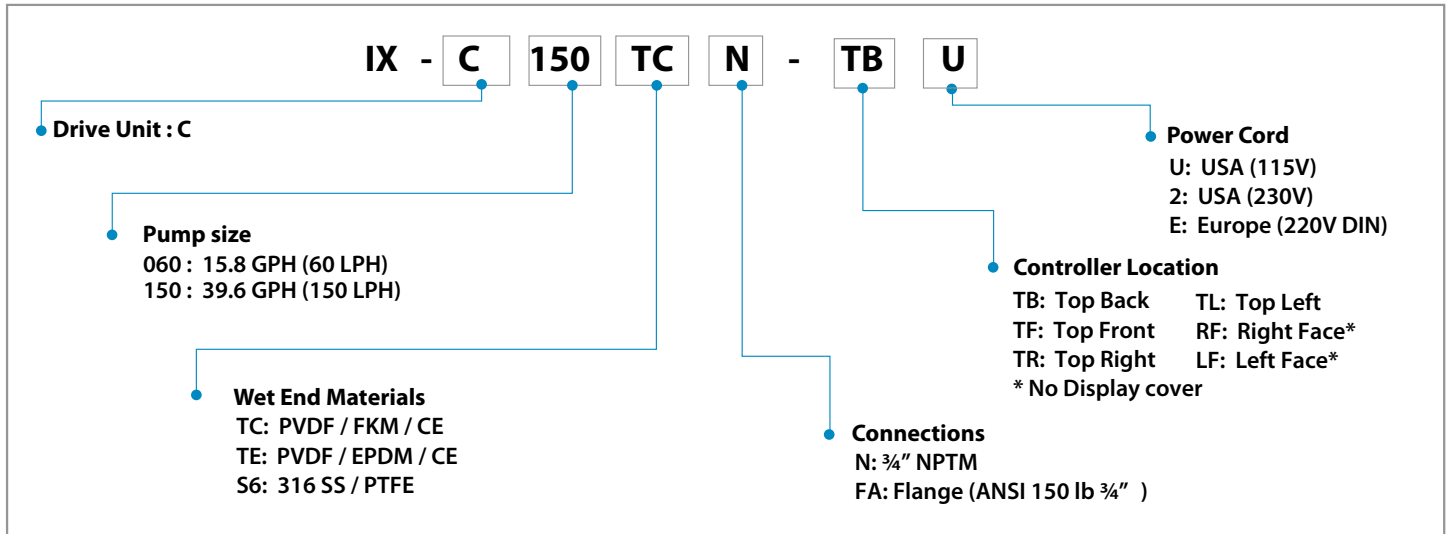 IX - C 150 TC N - TB U
Drive Unit : C
Pump size
060 : 15.8 GPH (60 LPH)
150 : 39.6 GPH (150 LPH)
Wet End Materials
TC: PVDF / FKM / CE
TE: PVDF / EPDM / CE
S6: 316 SS / PTFE
Connections
N: ¾″ NPTM
FA: Flange (ANSI 150 lb ¾″ )
Controller Location
TB: Top Back TL: Top Left
TF: Top Front RF: Right Face*
TR: Top Right LF: Left Face*
* No Display cover
Power Cord
U: USA (115V)
2: USA (230V)
E: Europe (220V DIN)